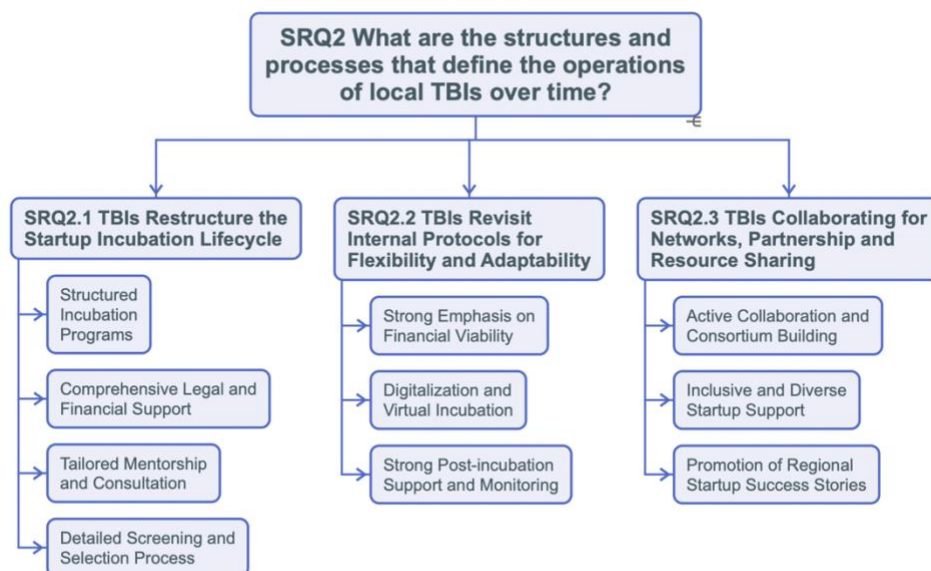 SRQ2 What are the structures and
processes that define the operations
of local TBIs over time?
SRQ2.1 TBIs Restructure the
Startup Incubation Lifecycle
Structured
Incubation
Programs
Comprehensive Legal and
Financial Support
Tailored Mentorship
and Consultation
Detailed Screening and
Selection Process
SRQ2.2 TBIs Revisit
Internal Protocols for
Flexibility and Adaptability
Strong Emphasis on
Financial Viability
Digitalization and
Virtual Incubation
Strong Post-incubation
Support and Monitoring
SRQ2.3 TBIs Collaborating for
Networks, Partnership and
Resource Sharing
Active Collaboration and
Consortium Building
Inclusive and Diverse
Startup Support
Promotion of Regional
Startup Success Stories